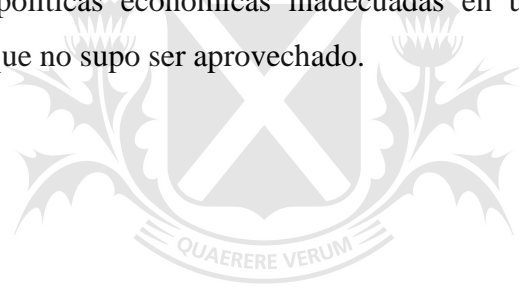 políticas económicas inadecuadas en
que no supo ser aprovechado.
QUAERERE VERUM